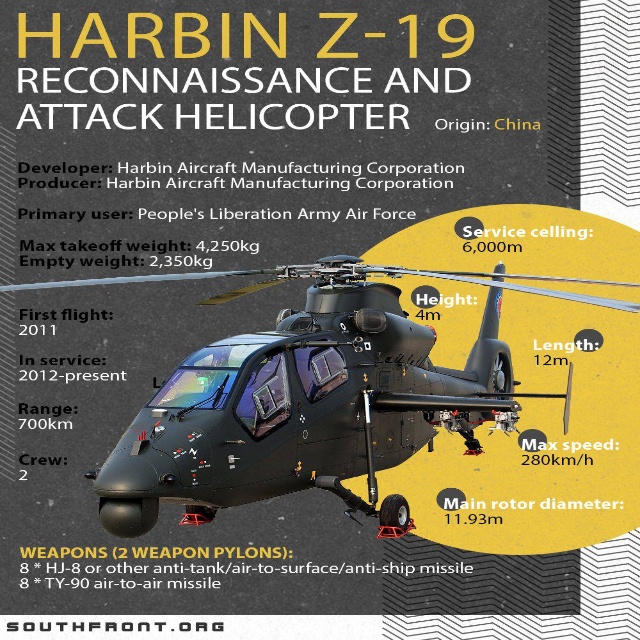 HARBIN Z-19
RECONNAISSANCE AND
ATTACK HELICOPTER
Origin: China
Developer: Harbin Aircraft Manufacturing Corporation
Producer: Harbin Aircraft Manufacturing Corporation
Primary user: People's Liberation Army Air Force
Max takeoff weight: 4,250kg
Empty weight: 2,350kg
Service celling:
6,000m
Height:
4m
First flight:
2011
Length:
12m
In service:
2012-present
Range:
700km
Max speed:
280km/h
Crew:
2
Main rotor diameter:
11.93m
WEAPONS (2 WEAPON PYLONS):
8 * HJ-8 or other anti-tank/air-to-surface/anti-ship missile
8 * TY-90 air-to-air missile
SOUTHFRONT.ORG